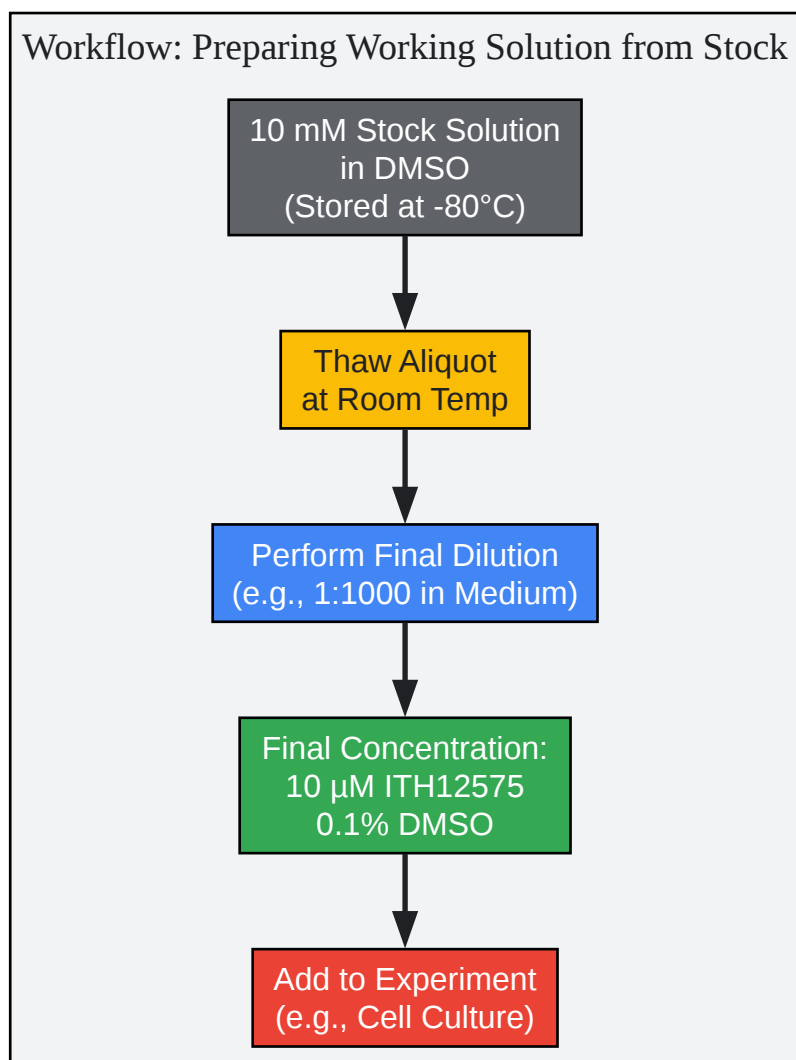 Workflow: Preparing Working Solution from Stock
10 mM Stock Solution
in DMSO
(Stored at -80°C)
Thaw Aliquot
at Room Temp
Perform Final Dilution
(e.g., 1:1000 in Medium)
Final Concentration:
10 µM ITH12575
0.1% DMSO
Add to Experiment
(e.g., Cell Culture)